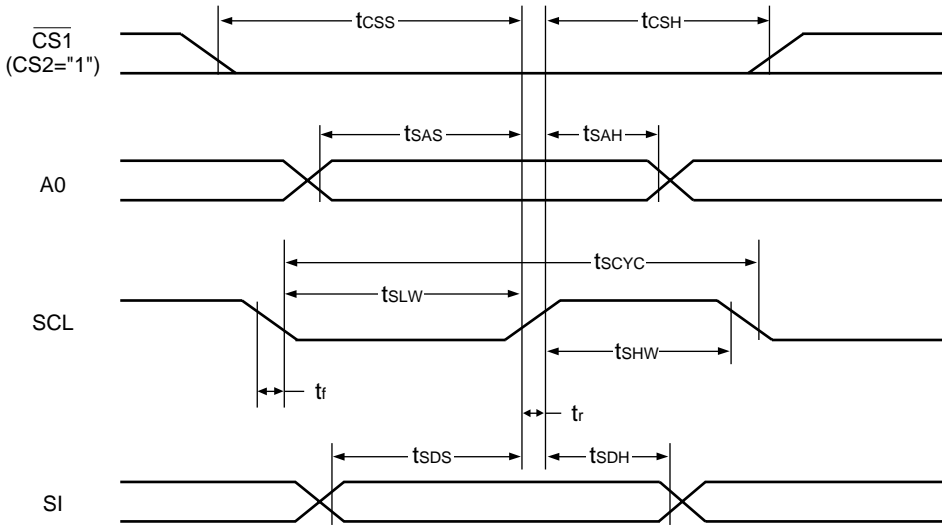 tCSS
tCSH
CS1
(CS2="1")
tSAS
tSAH
A0
tSCYC
tSLW
SCL
tSHW
tf
tr
tSDS
tSDH
SI